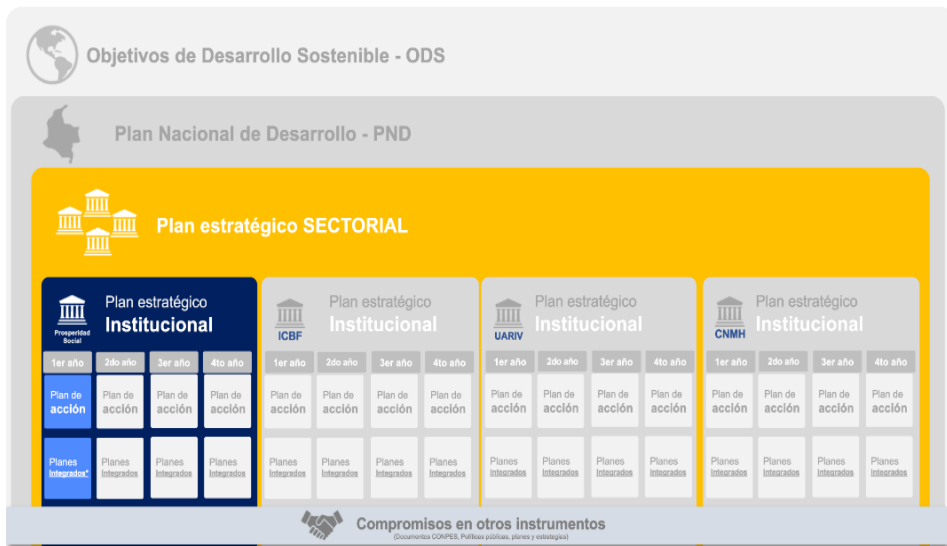 Objetivos de Desarrollo Sostenible - ODS
Plan Nacional de Desarrollo - PND
Plan estratégico SECTORIAL
Prosperidad
Social
Plan estratégico
Institucional
1er año 2do año 3er año 4to año
Plan de Plan de Plan de Plan de
acción acción acción acción
Planes Planes Planes Planes
Integrados* Integrados Integrados Integrados
ICBF
Plan estratégico
Institucional
1er año 2do año 3er año 4to año
Plan de Plan de Plan de Plan de
acción acción acción acción
Planes Planes Planes Planes
Integrados Integrados Integrados Integrados
UARIV
Plan estratégico
Institucional
1er año 2do año 3er año 4to año
Plan de Plan de Plan de Plan de
acción acción acción acción
Planes Planes Planes Planes
Integrados Integrados Integrados Integrados
CNMH
Plan estratégico
Institucional
1er año 2do año 3er año 4to año
Plan de Plan de Plan de Plan de
acción acción acción acción
Planes Planes Planes Planes
Integrados Integrados Integrados Integrados
Compromisos en otros instrumentos
(Documentos CONPES, Políticas públicas, planes y estrategias)